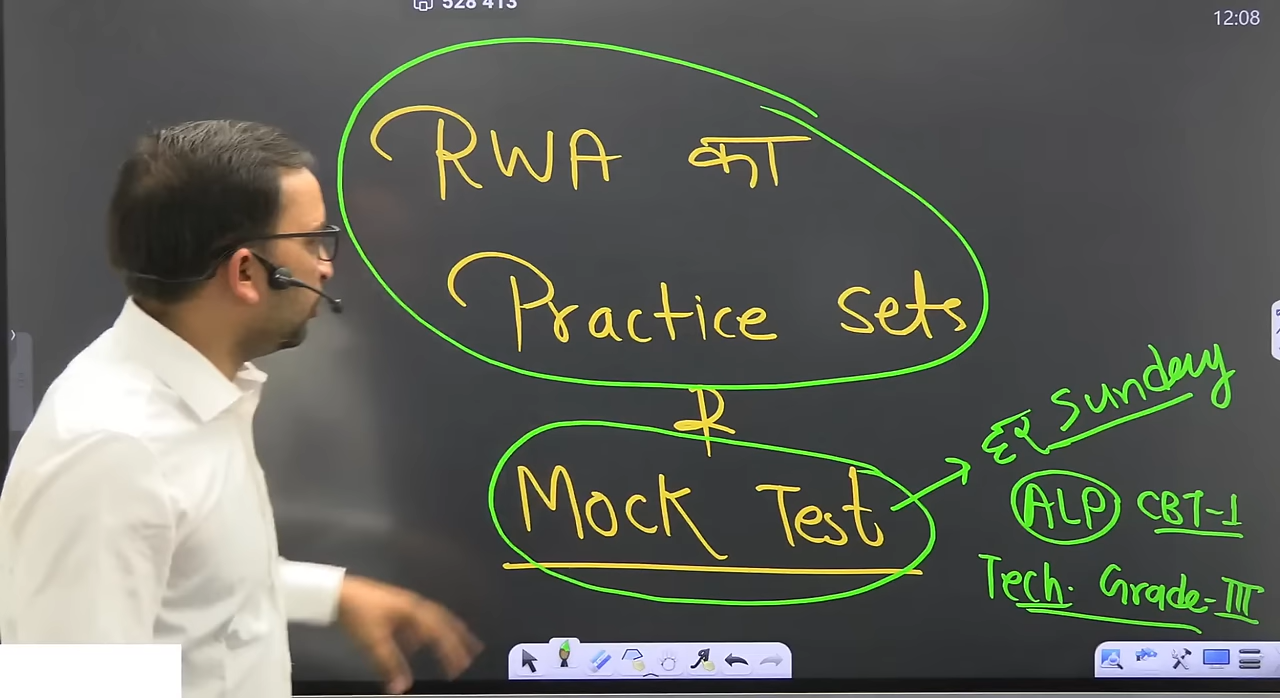 528 413
12:08
RWA का
Practice sets
&
Mock Test
हर Sunday
ALP CBT-1
Tech. Grade-III